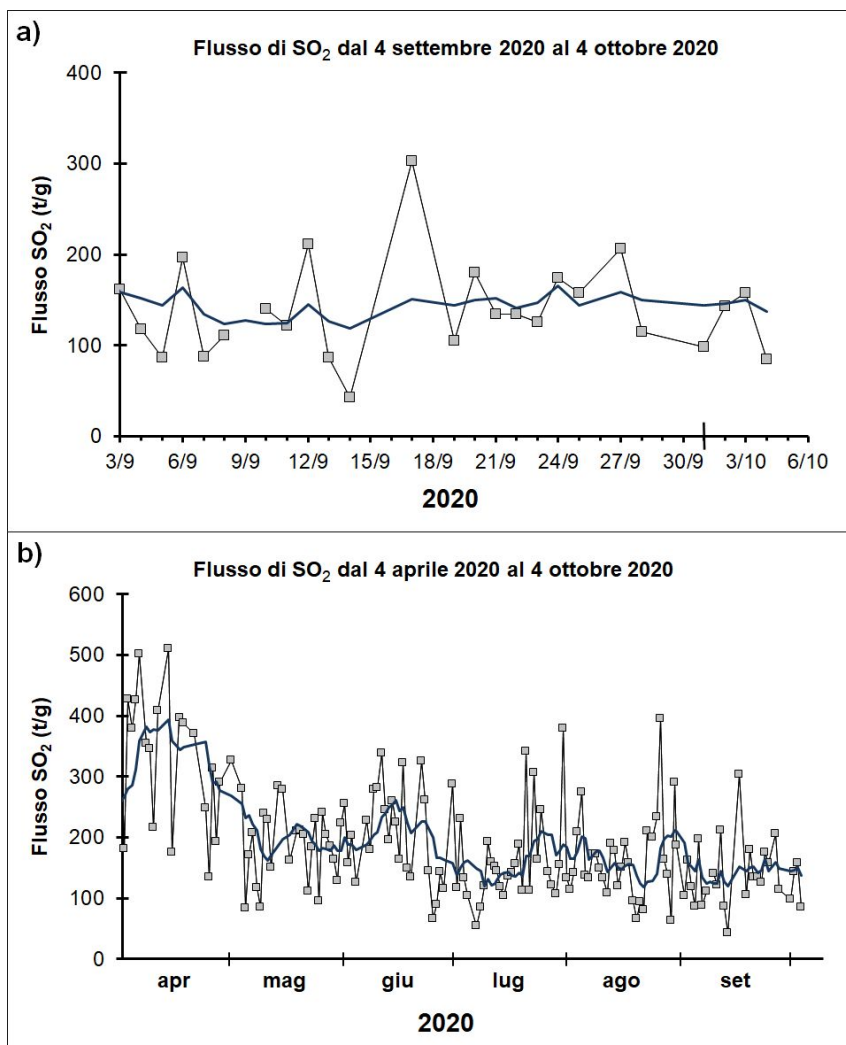 a)
Flusso di SO₂ dal 4 settembre 2020 al 4 ottobre 2020
400
300
200
100
0
Flusso SO₂ (t/g)
3/9 6/9 9/9 12/9 15/9 18/9 21/9 24/9 27/9 30/9 3/10 6/10
2020
b)
Flusso di SO₂ dal 4 aprile 2020 al 4 ottobre 2020
600
500
400
300
200
100
0
Flusso SO₂ (t/g)
apr mag giu lug ago set
2020